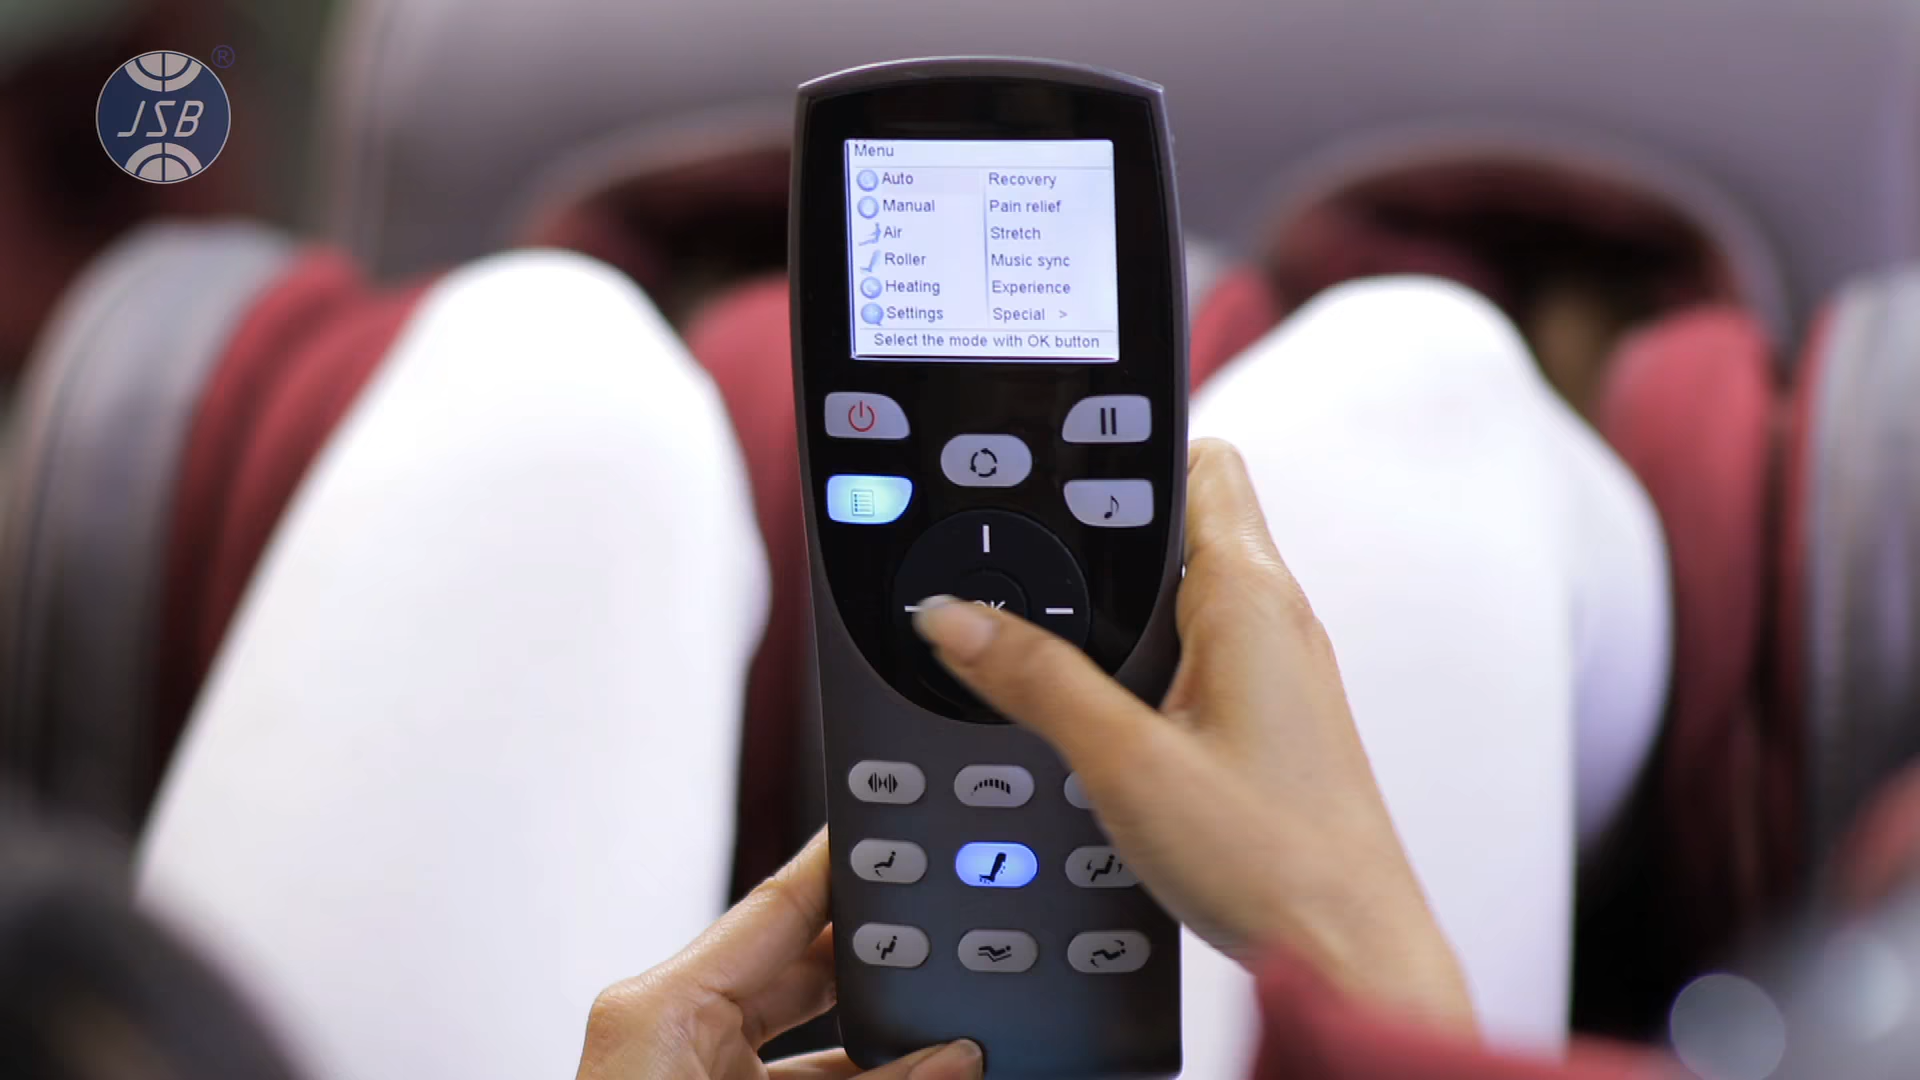 JSB
®
Menu
Auto Recovery
Manual Pain relief
Air Stretch
Roller Music sync
Heating Experience
Settings Special >
Select the mode with OK button
OK